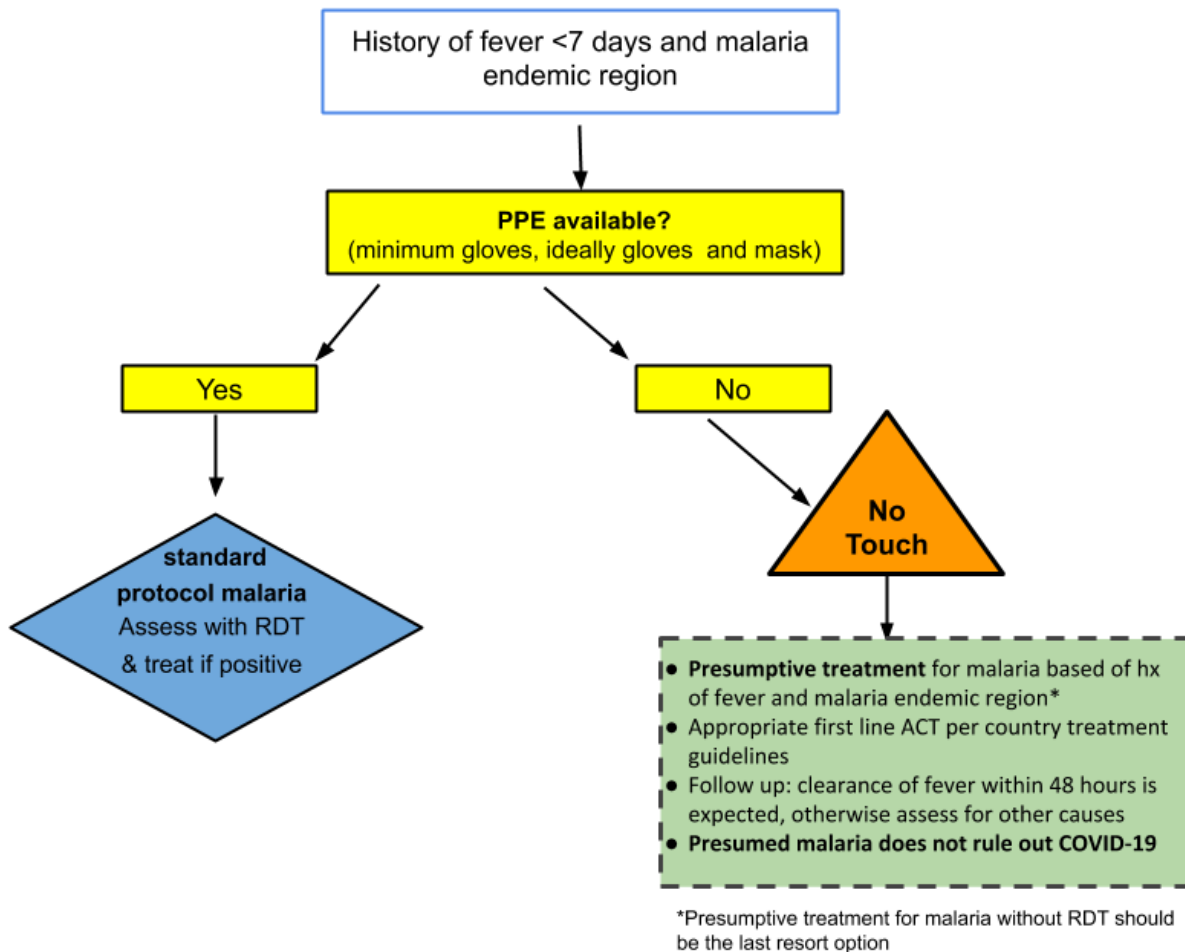 History of fever <7 days and malaria
endemic region
PPE available?
(minimum gloves, ideally gloves and mask)
Yes
No
standard
protocol malaria
Assess with RDT
& treat if positive
No
Touch
● Presumptive treatment for malaria based of hx
of fever and malaria endemic region*
● Appropriate first line ACT per country treatment
guidelines
● Follow up: clearance of fever within 48 hours is
expected, otherwise assess for other causes
● Presumed malaria does not rule out COVID-19
*Presumptive treatment for malaria without RDT should
be the last resort option